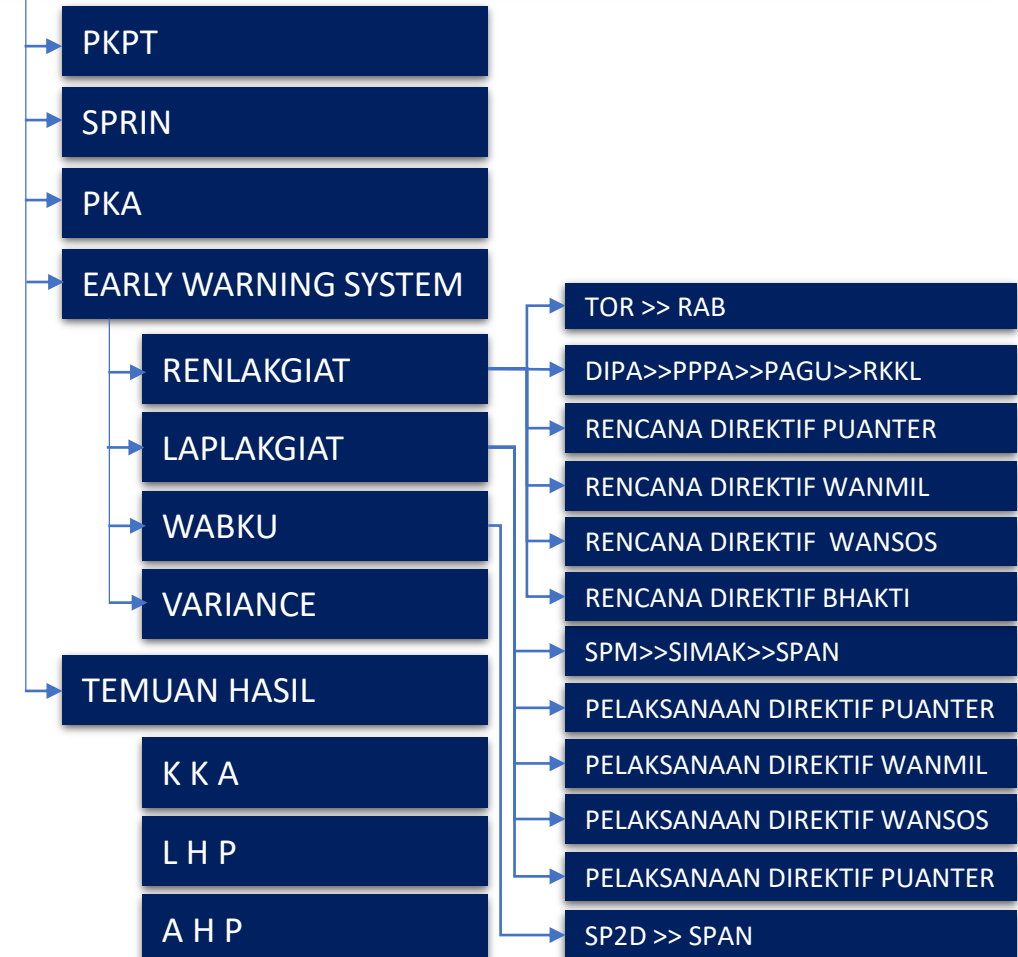 PKPT
SPRIN
PKA
EARLY WARNING SYSTEM
RENLAKGIAT
LAPLAKGIAT
WABKU
VARIANCE
TEMUAN HASIL
K K A
L H P
A H P
TOR >> RAB
DIPA>>PPPA>>PAGU>>RKKL
RENCANA DIREKTIF PUANTER
RENCANA DIREKTIF WANMIL
RENCANA DIREKTIF WANSOS
RENCANA DIREKTIF BHAKTI
SPM>>SIMAK>>SPAN
PELAKSANAAN DIREKTIF PUANTER
PELAKSANAAN DIREKTIF WANMIL
PELAKSANAAN DIREKTIF WANSOS
PELAKSANAAN DIREKTIF PUANTER
SP2D >> SPAN